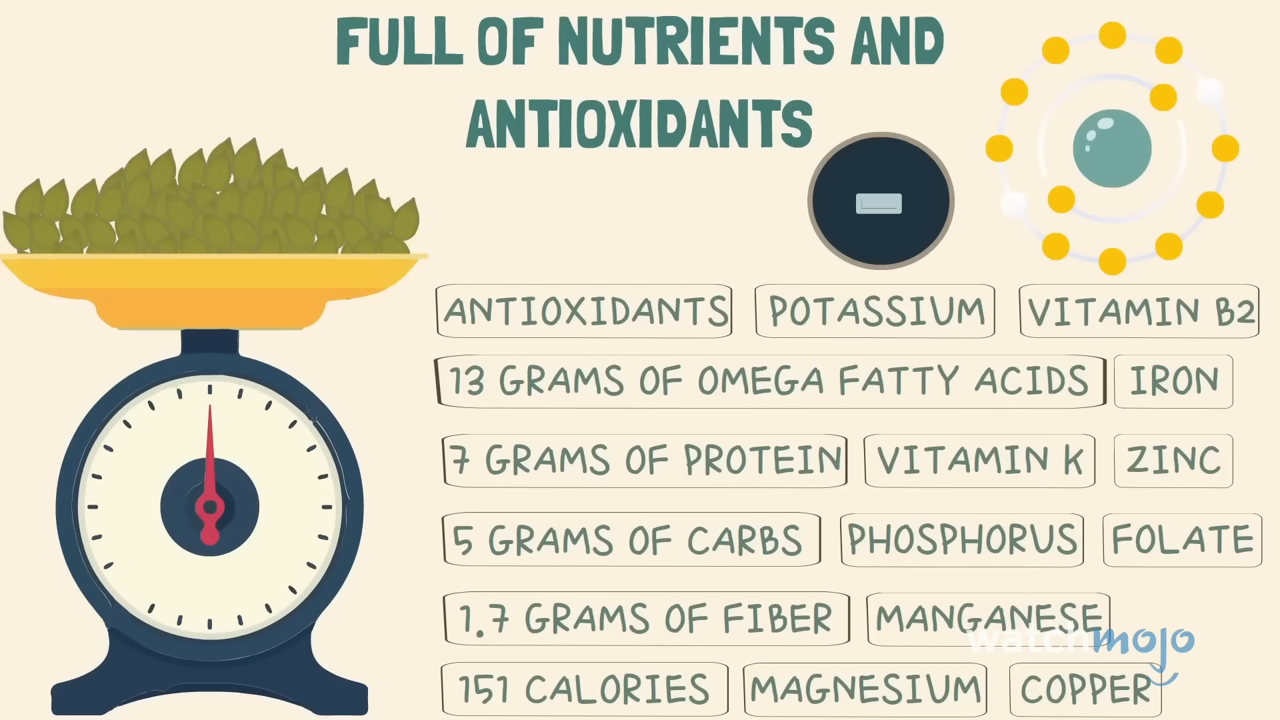 FULL OF NUTRIENTS AND
ANTIOXIDANTS
ANTIOXIDANTS POTASSIUM VITAMIN B2
13 GRAMS OF OMEGA FATTY ACIDS IRON
7 GRAMS OF PROTEIN VITAMIN K ZINC
5 GRAMS OF CARBS PHOSPHORUS FOLATE
1.7 GRAMS OF FIBER MANGANESE
watchmojo
151 CALORIES MAGNESIUM COPPER